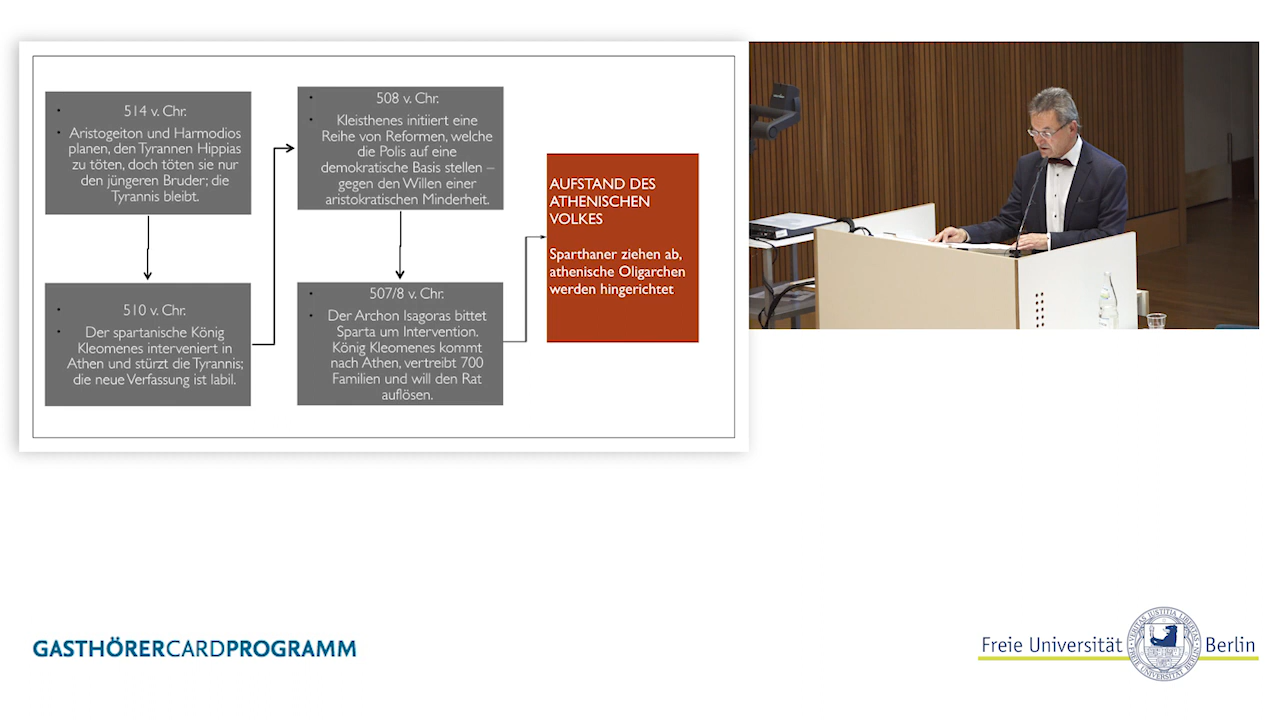 514 v. Chr.
Aristogeiton und Harmodios
planen, den Tyrannen Hippias
zu töten, doch töten sie nur
den jüngeren Bruder; die
Tyrannis bleibt.
510 v. Chr.
Der spartanische König
Kleomenes interveniert in
Athen und stürzt die Tyrannis;
die neue Verfassung ist labil.
508 v. Chr.
Kleisthenes initiiert eine
Reihe von Reformen, welche
die Polis auf eine
demokratische Basis stellen –
gegen den Willen einer
aristokratischen Minderheit.
507/8 v. Chr.
Der Archon Isagoras bittet
Sparta um Intervention.
König Kleomenes kommt
nach Athen, vertreibt 700
Familien und will den Rat
auflösen.
AUFSTAND DES
ATHENISCHEN
VOLKES
Sparthaner ziehen ab,
athenische Oligarchen
werden hingerichtet
GASTHÖRERCARDPROGRAMM
Freie Universität Berlin